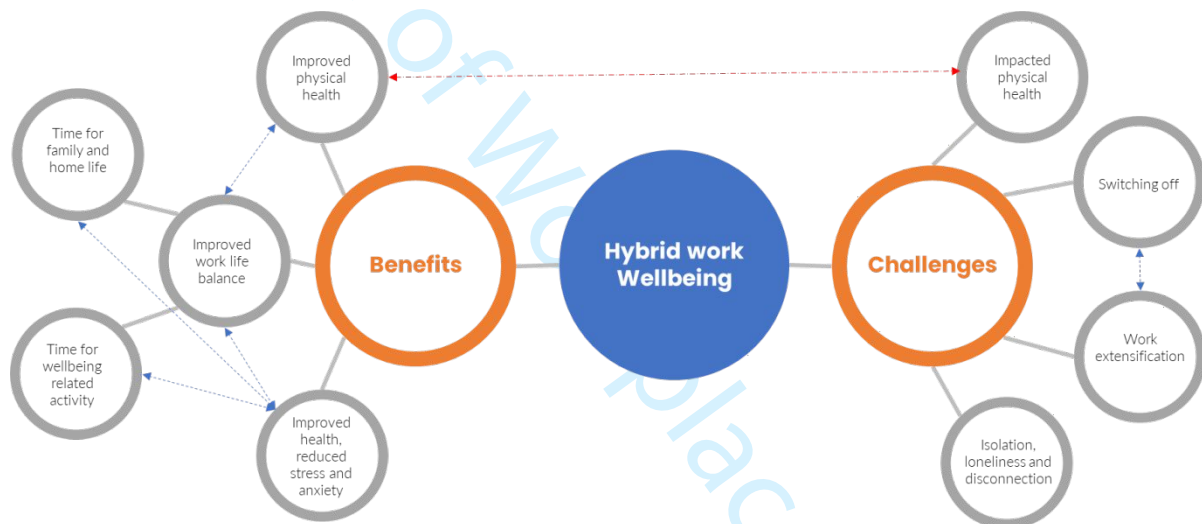 Improved
physical
health
Impacted
physical
health
Time for
family and
home life
Switching off
Improved
work life
balance
Benefits
Hybrid work
Wellbeing
Challenges
Time for
wellbeing
related
activity
Work
extensification
Improved
health,
reduced
stress and
anxiety
Isolation,
loneliness and
disconnection
of